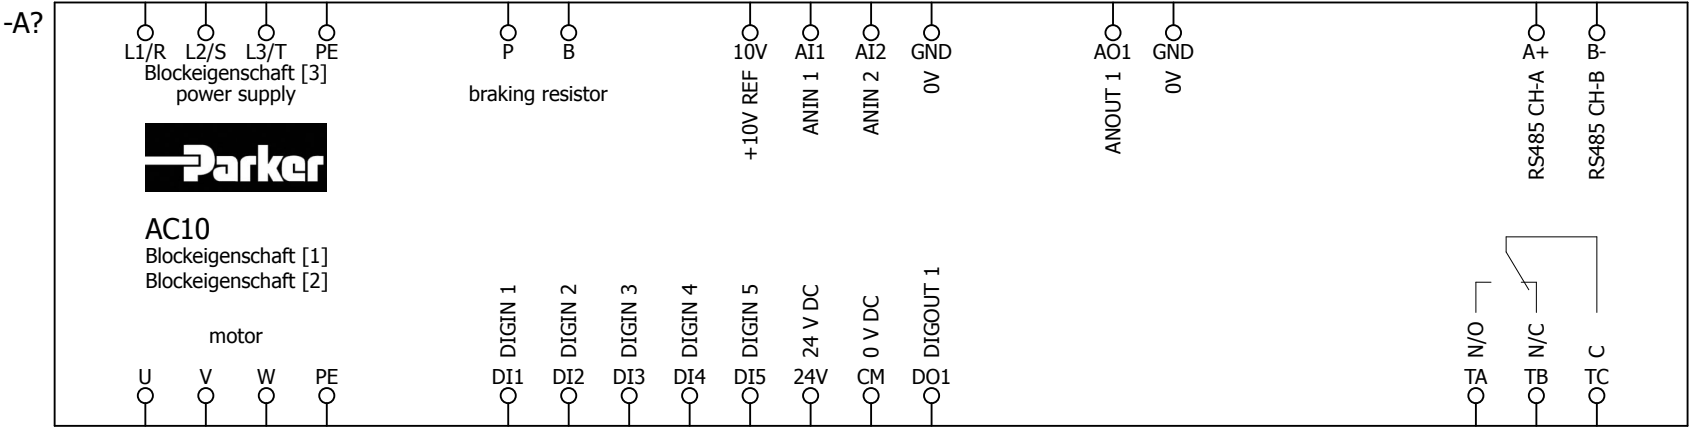 -A?
L1/R L2/S L3/T PE P B 10V AI1 AI2 GND AO1 GND A+ B-
Blockeigenschaft [3]
power supply
braking resistor
+10V REF
ANIN 1
ANIN 2
0V
ANOUT 1
0V
RS485 CH-A
RS485 CH-B
Parker
AC10
Blockeigenschaft [1]
Blockeigenschaft [2]
motor
DIGIN 1
DIGIN 2
DIGIN 3
DIGIN 4
DIGIN 5
24 V DC
0 V DC
DIGOUT 1
N/O
N/C
C
U V W PE DI1 DI2 DI3 DI4 DI5 24V CM DO1 TA TB TC